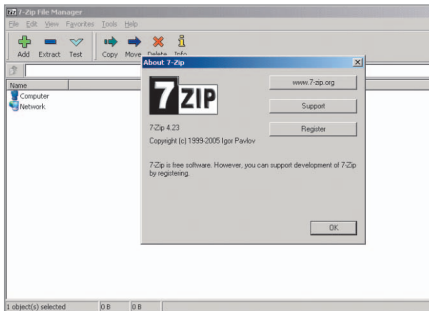 7-Zip File Manager
File Edit View Favorites Tools Help
Add Extract Test Copy Move Delete Info
Name
Computer
Network
About 7-Zip
7 ZIP
www.7-zip.org
Support
Register
7-Zip 4.23
Copyright (c) 1999-2005 Igor Pavlov
7-Zip is free software. However, you can support development of 7-Zip
by registering.
OK
1 object(s) selected 0 B 0 B